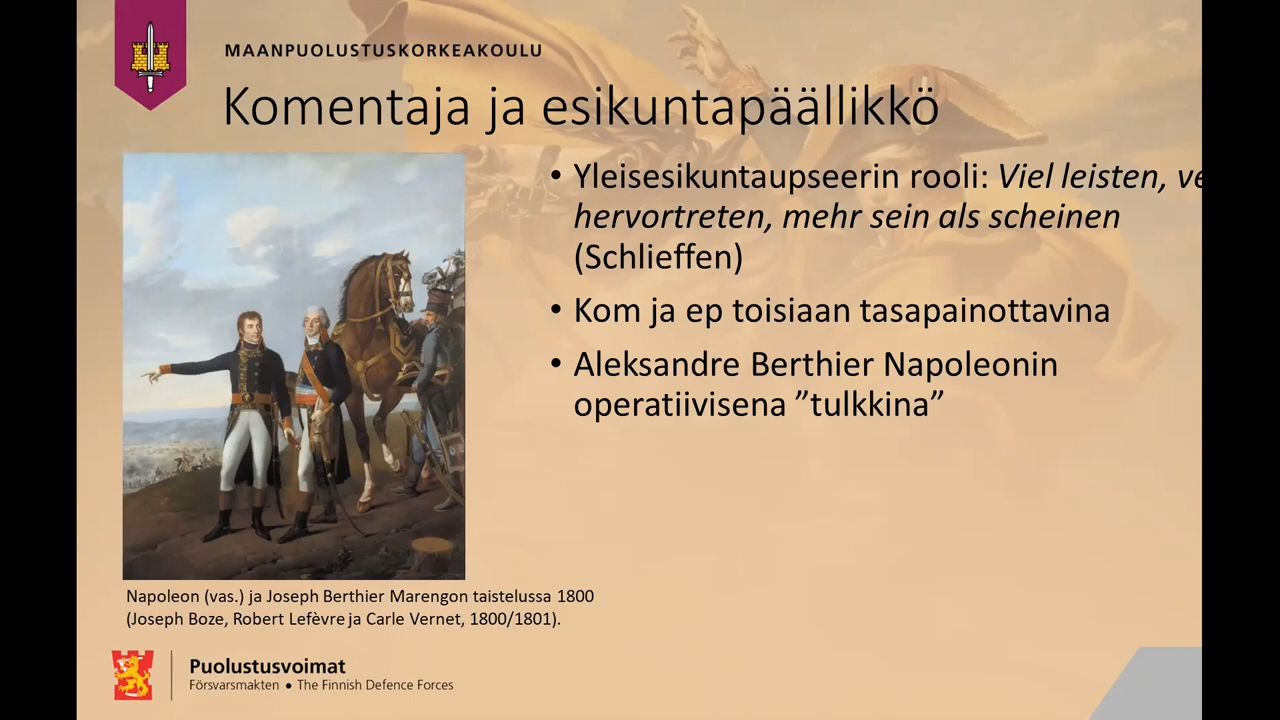 MAANPUOLUSTUSKORKEAKOULU
Komentaja ja esikuntapäällikkö
• Yleisesikuntaupseerin rooli: Viel leisten,
hervortreten, mehr sein als scheinen
(Schlieffen)
• Kom ja ep toisiaan tasapainottavina
• Aleksandre Berthier Napoleonin
operatiivisena ”tulkkina”
Napoleon (vas.) ja Joseph Berthier Marengon taistelussa 1800
(Joseph Boze, Robert Lefèvre ja Carle Vernet, 1800/1801).
Puolustusvoimat
Försvarsmakten ● The Finnish Defence Forces